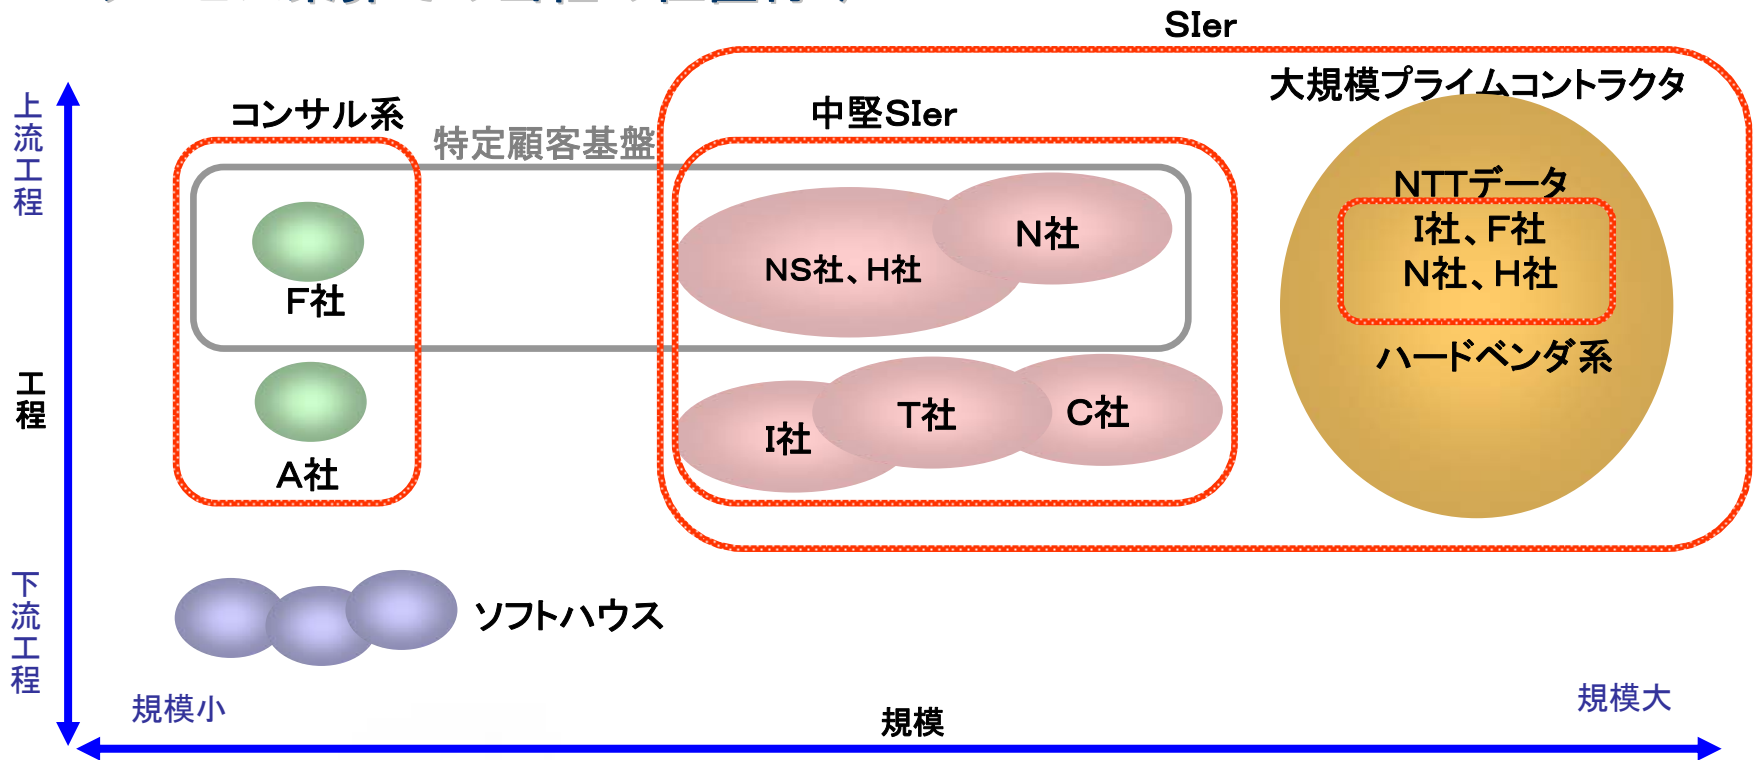 SIer
大規模プライムコントラクタ
上流工程
コンサル系
中堅SIer
特定顧客基盤
NTTデータ
I社、F社
N社、H社
ハードベンダ系
N社
NS社、H社
F社
工程
I社
T社
C社
A社
下流工程
ソフトハウス
規模小
規模
規模大